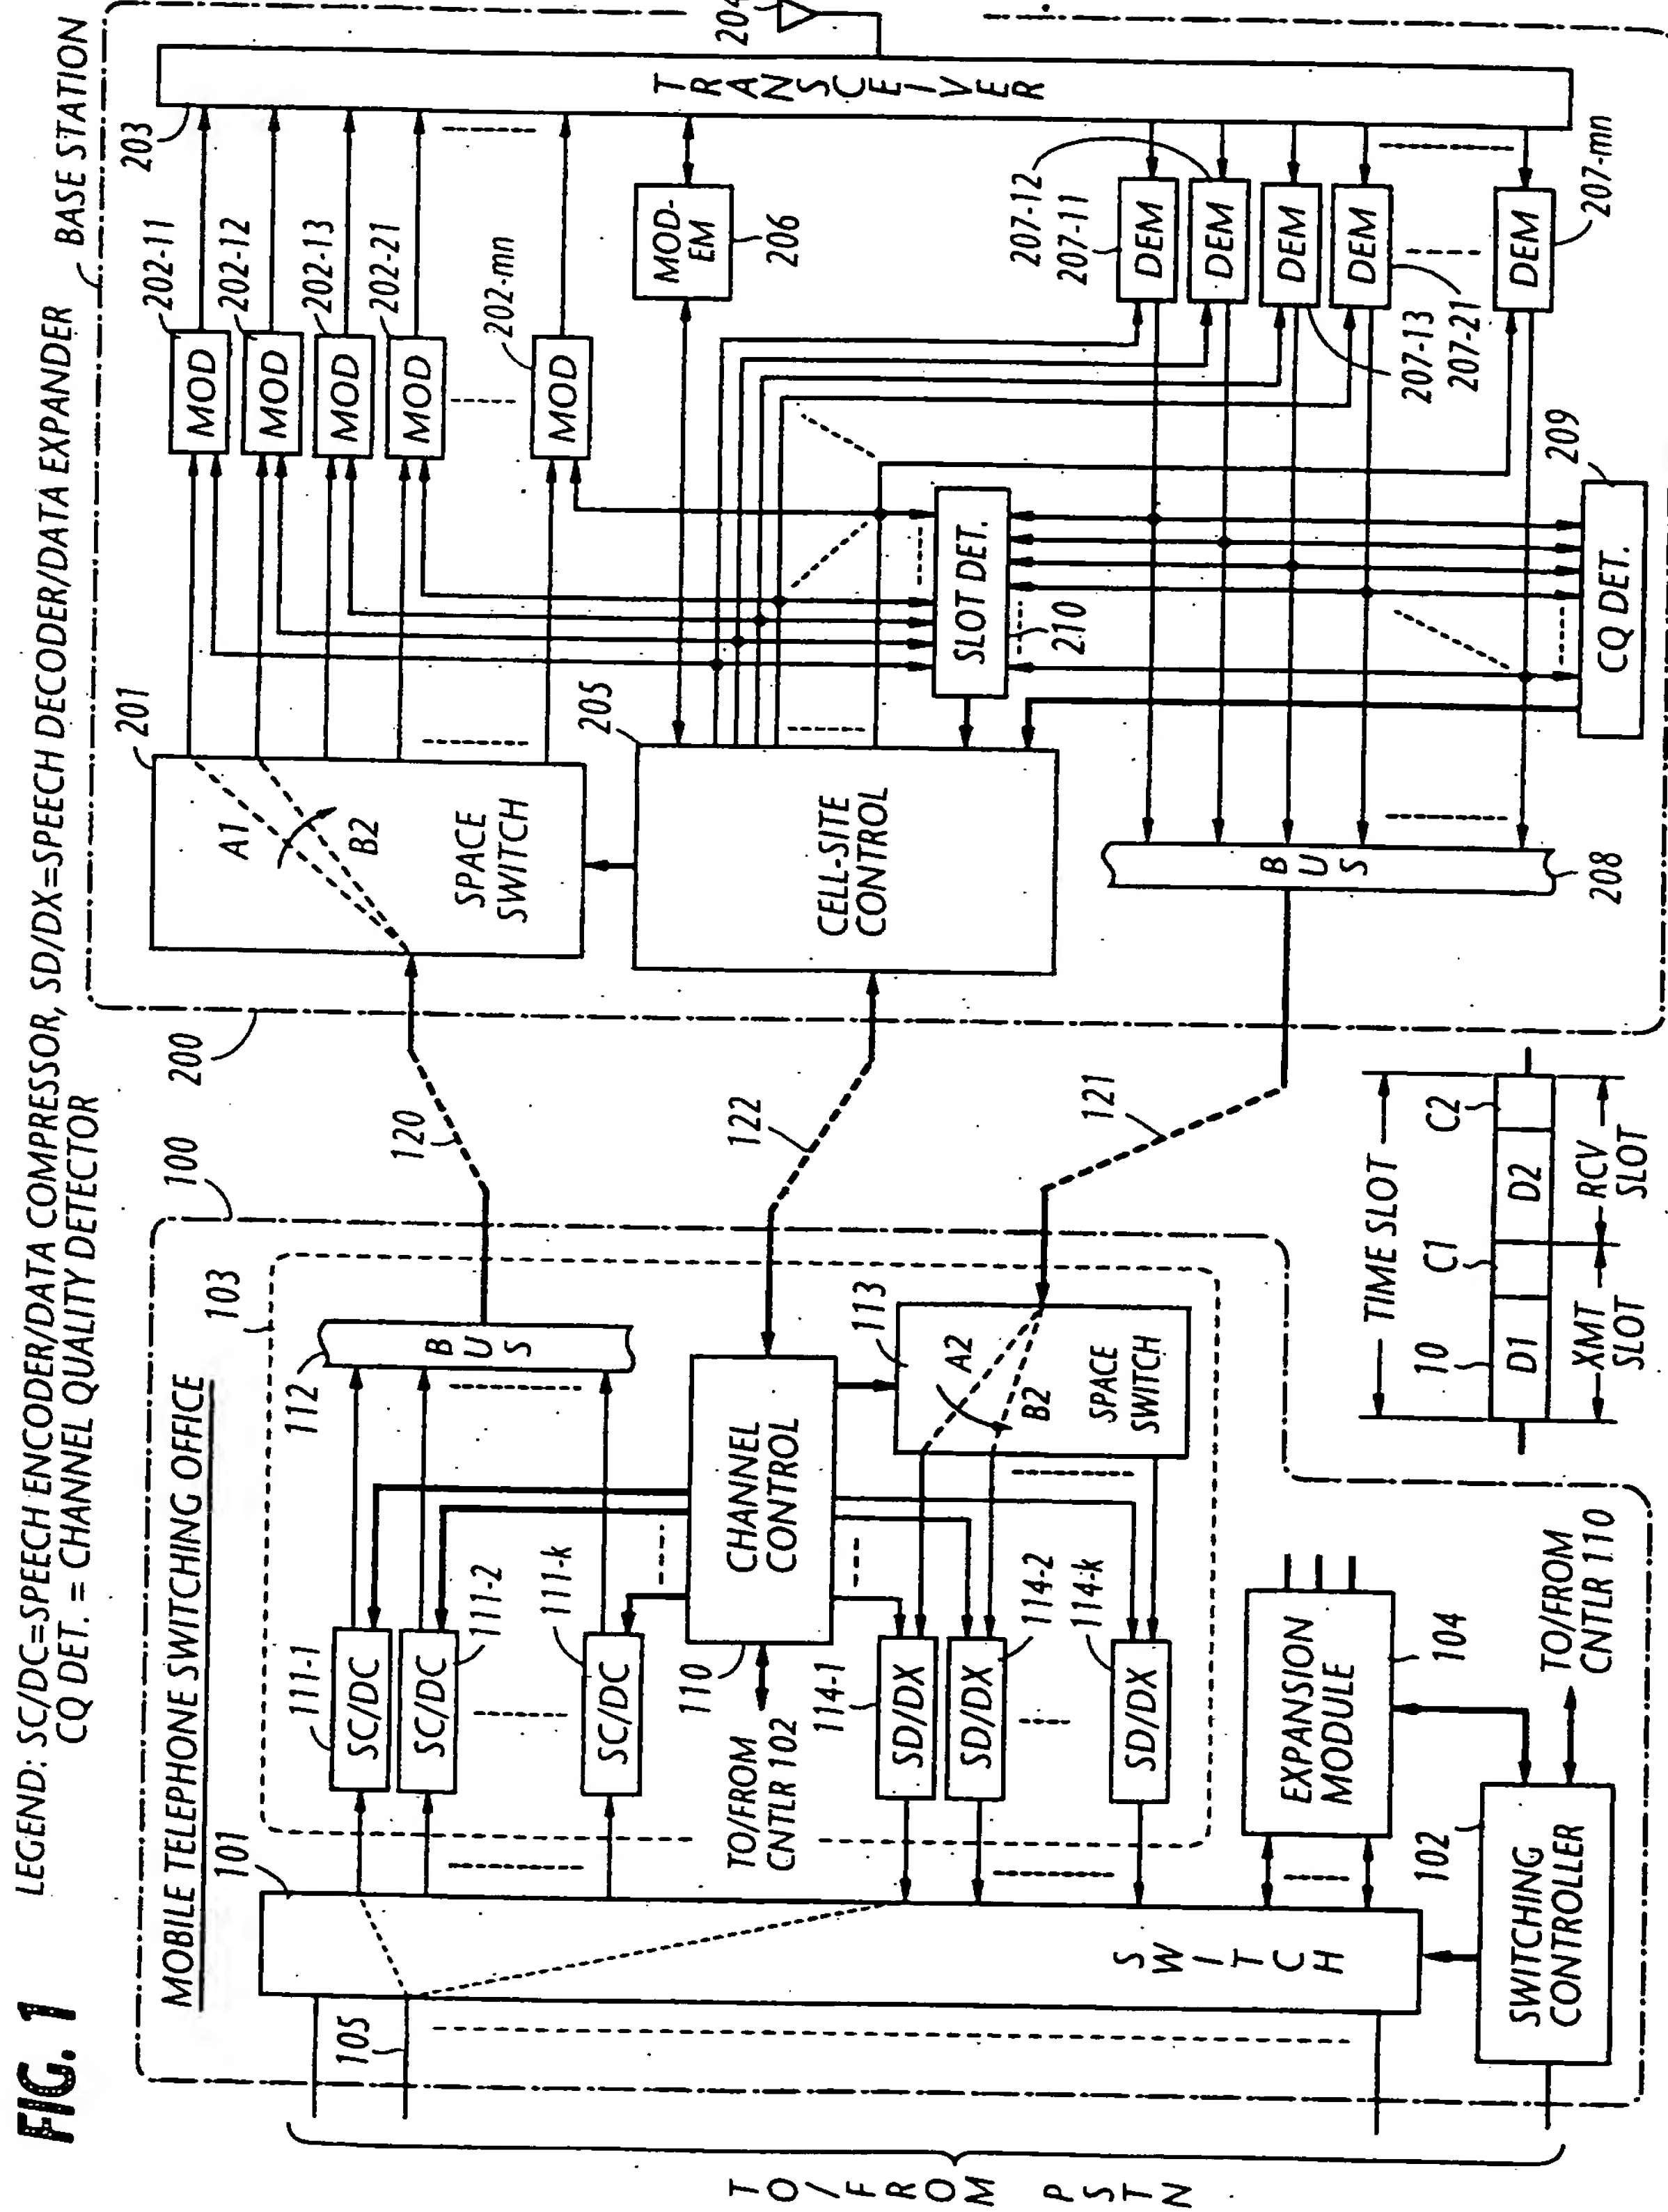 FIG. 1
LEGEND: SC/DC=SPEECH ENCODER/DATA COMPRESSOR, SD/DX=SPEECH DECODER/DATA EXPANDER
CQ DET. = CHANNEL QUALITY DETECTOR
MOBILE TELEPHONE SWITCHING OFFICE
100
BASE STATION
200
TO/FROM PSTN
105
101
SWITCH
103
111-1
SC/DC
SC/DC
111-2
111-k
SC/DC
112
BUS
120
CHANNEL
CONTROL
110
TO/FROM
CNTLR 102
122
114-1
SD/DX
SD/DX
114-2
114-k
SD/DX
113
A2
B2
SPACE
SWITCH
121
EXPANSION
MODULE
104
102
SWITCHING
CONTROLLER
TO/FROM
CNTLR 110
TIME SLOT
10
C1
C2
D1
D2
XMT
SLOT
RCV
SLOT
201
A1
B2
SPACE
SWITCH
202-11
MOD
202-12
MOD
202-13
MOD
202-21
MOD
202-mn
MOD
203
TRANSCEIVER
204
205
CELL-SITE
CONTROL
MOD-
EM
206
SLOT DET.
210
207-12
207-11
DEM
DEM
DEM
DEM
207-13
207-21
DEM
207-mn
BUS
208
209
CQ DET.